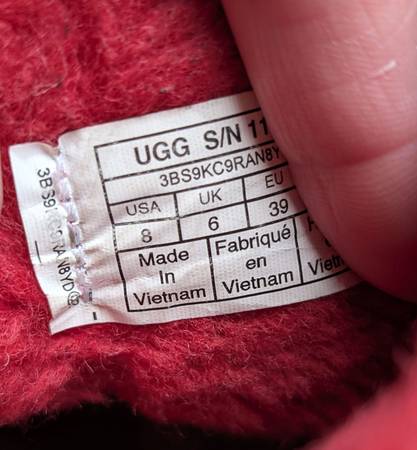 UGG S/N 11
3BS9KC9RAN8Y
USA UK EU
8 6 39
Made In Vietnam
Fabriqué en Vietnam